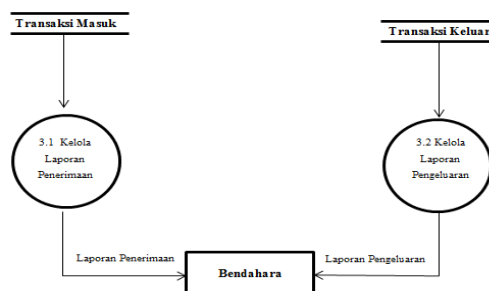 Transaksi Masuk
Transaksi Keluar
3.1 Kelola
Laporan
Penerimaan
3.2 Kelola
Laporan
Pengeluaran
Laporan Penerimaan
Bendahara
Laporan Pengeluaran